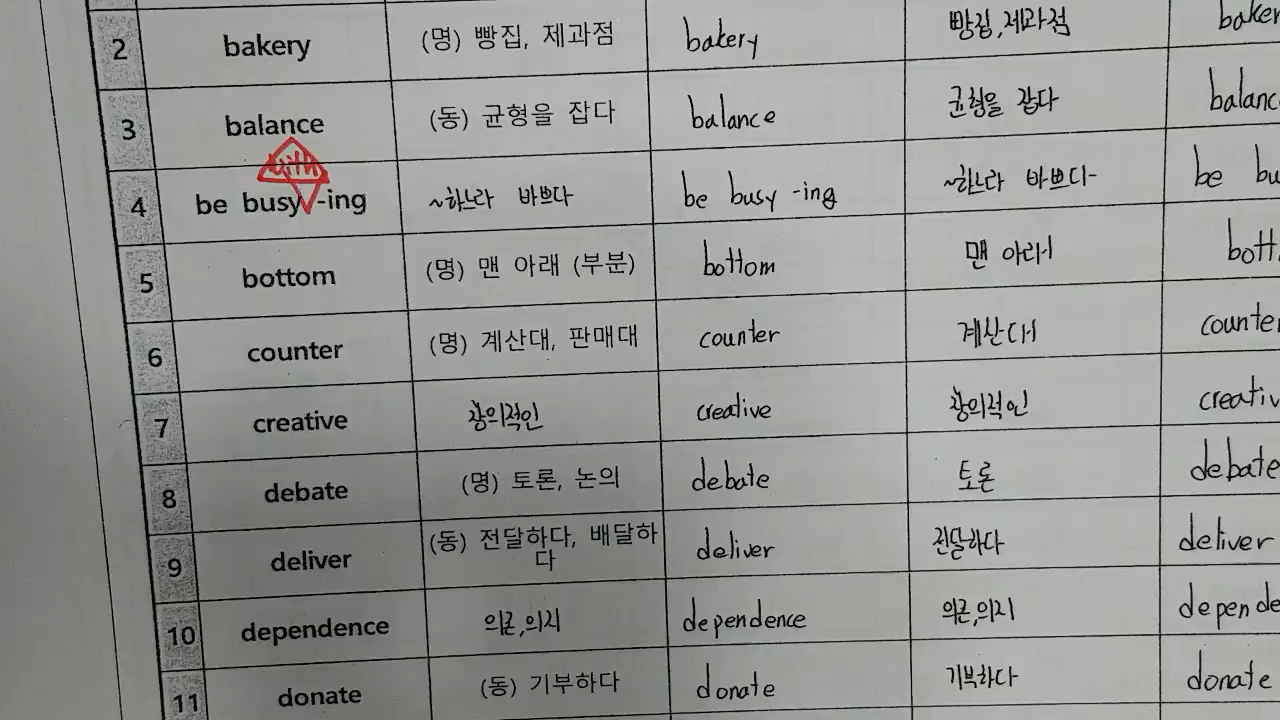 2 bakery (명) 빵집, 제과점 bakery 빵집,제과점 baker
3 balance (동) 균형을 잡다 balance 균형을 잡다 balanc
with
4 be busy -ing ~하느라 바쁘다 be busy -ing ~하느라 바쁘다 be bu
5 bottom (명) 맨 아래 (부분) bottom 맨 아래 bott
6 counter (명) 계산대, 판매대 counter 계산대 counte
7 creative 창의적인 creative 창의적인 creativ
8 debate (명) 토론, 논의 debate 토론 debate
9 deliver (동) 전달하다, 배달하
다 deliver 전달하다 deliver
10 dependence 의존,의지 dependence 의존,의지 depende
11 donate (동) 기부하다 donate 기부하다 donate